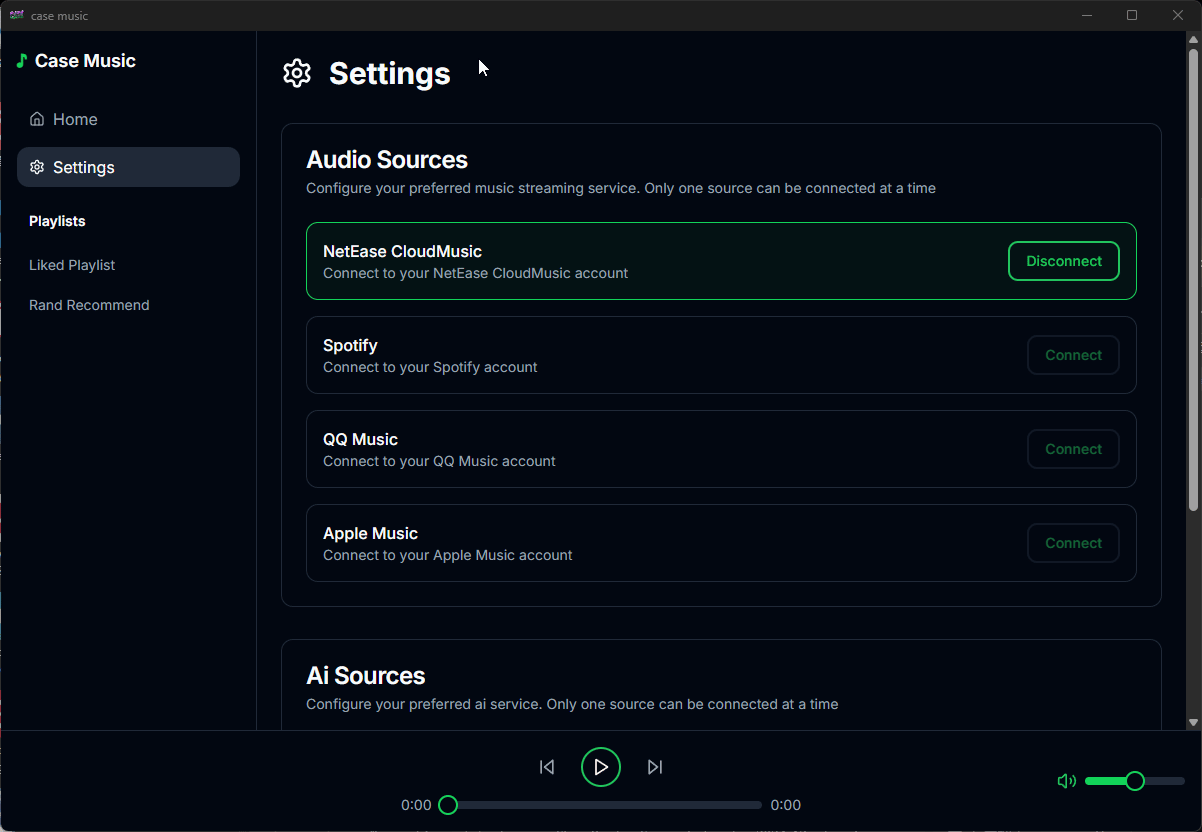 case music
Case Music
Home
Settings
Playlists
Liked Playlist
Rand Recommend
Settings
Audio Sources
Configure your preferred music streaming service. Only one source can be connected at a time
NetEase CloudMusic
Connect to your NetEase CloudMusic account
Disconnect
Spotify
Connect to your Spotify account
Connect
QQ Music
Connect to your QQ Music account
Connect
Apple Music
Connect to your Apple Music account
Connect
Ai Sources
Configure your preferred ai service. Only one source can be connected at a time
0:00
0:00